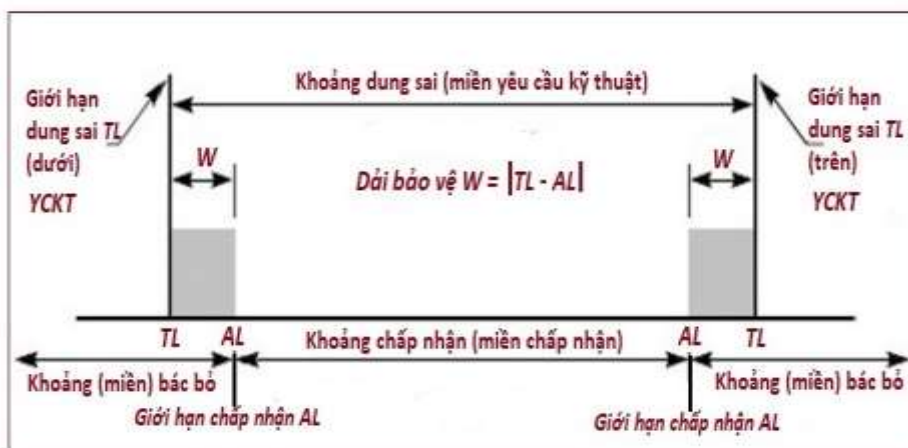 Khoảng dung sai (miền yêu cầu kỹ thuật)
Giới hạn
dung sai TL
(dưới)
YCKT
Giới hạn
dung sai TL
(trên)
YCKT
W
W
Dải bảo vệ W = |TL - AL|
TL
AL
Khoảng chấp nhận (miền chấp nhận)
AL
TL
Khoảng (miền) bác bỏ
Khoảng (miền) bác bỏ
Giới hạn chấp nhận AL
Giới hạn chấp nhận AL